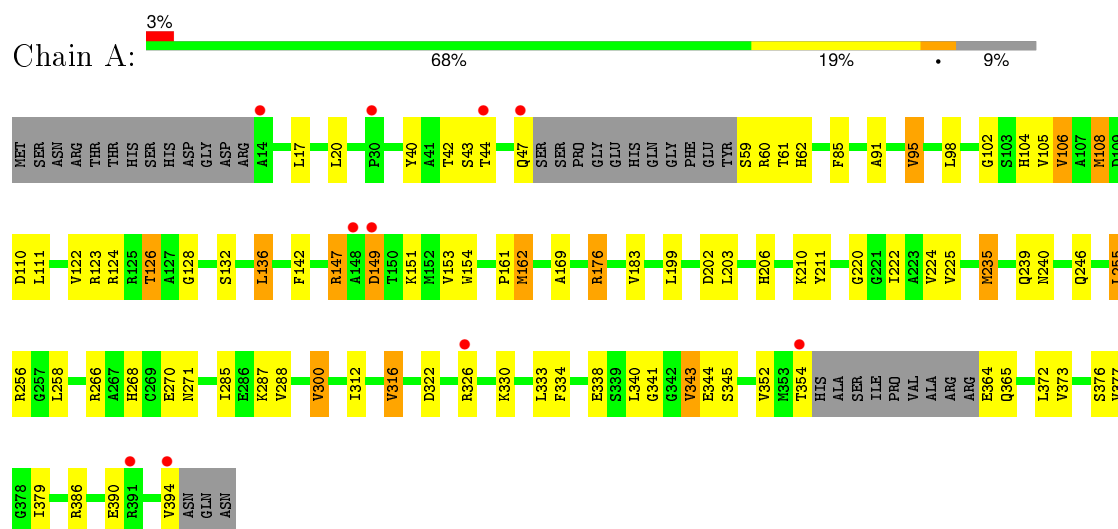 3%
Chain A:
68% 19% • 9%
MET SER ASN ARG THR THR HIS SER HIS ASP GLY ASP ARG A14 L17 L20 P30 Y40 A41 T42 S43 T44 Q47 SER SER PRO GLY GLU HIS GLN GLY PHE GLU TYR S59 R60 T61 H62 F85 A91 V95 L98 G102 S103 H104 V105 V106 A107 M108 D109
D110 L111 V122 R123 R124 R125 T126 A127 G128 S132 L136 F142 R147 A148 D149 T150 K151 M152 V153 W154 P161 M162 A169 R176 V183 L199 D202 L203 H206 K210 Y211 G220 G221 I222 A223 V224 V225 M235 Q239 N240 Q246 L255
R256 G257 L258 R266 A267 H268 C269 E270 N271 I285 E286 K287 V288 V300 I312 V316 D322 R326 K330 L333 F334 E338 S339 L340 G341 G342 V343 E344 S345 V352 M353 T354 HIS ALA SER ILE PRO VAL ALA ARG ARG E364 Q365 L372 V373 S376 V377
G378 I379 R386 E390 R391 V394 ASN GLN ASN